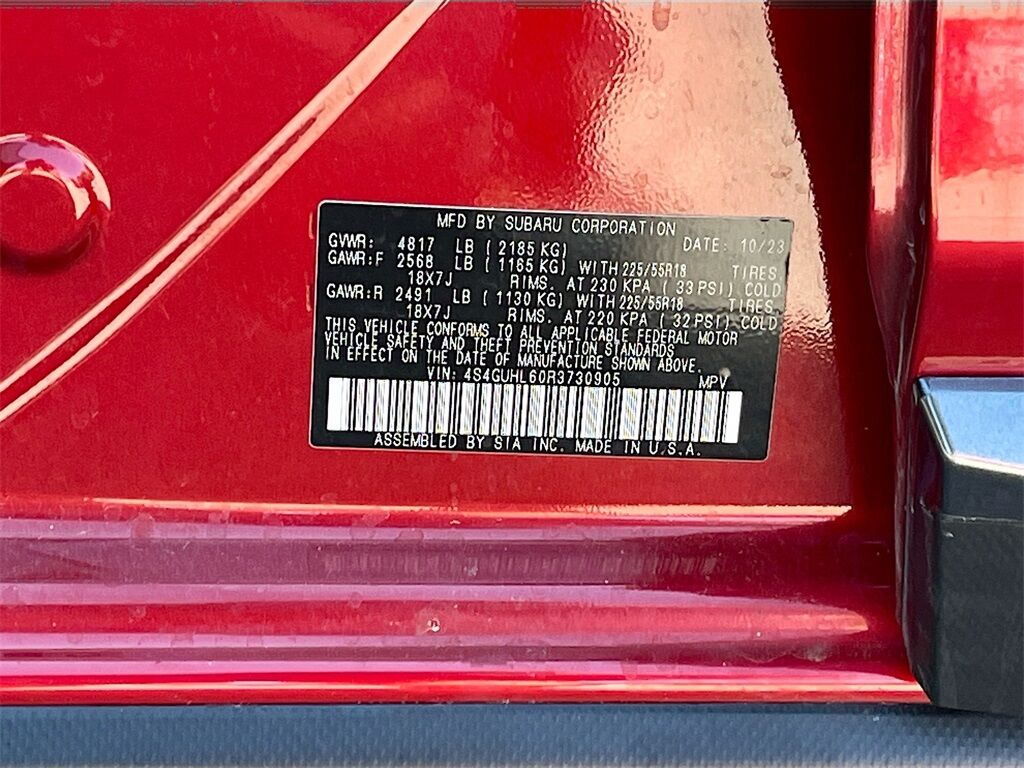 MFD BY SUBARU CORPORATION
GVWR: 4817 LB ( 2185 KG) DATE: 10/23
GAWR:F 2568 LB ( 1165 KG) WITH 225/55R18 TIRES.
18X7J RIMS. AT 230 KPA ( 33 PSI) COLD
GAWR:R 2491 LB ( 1130 KG) WITH 225/55R18 TIRES.
18X7J RIMS. AT 220 KPA ( 32 PSI) COLD
THIS VEHICLE CONFORMS TO ALL APPLICABLE FEDERAL MOTOR
VEHICLE SAFETY AND THEFT PREVENTION STANDARDS
IN EFFECT ON THE DATE OF MANUFACTURE SHOWN ABOVE.
VIN: 4S4GUHL60R3730905 MPV
ASSEMBLED BY SIA INC. MADE IN U.S.A.